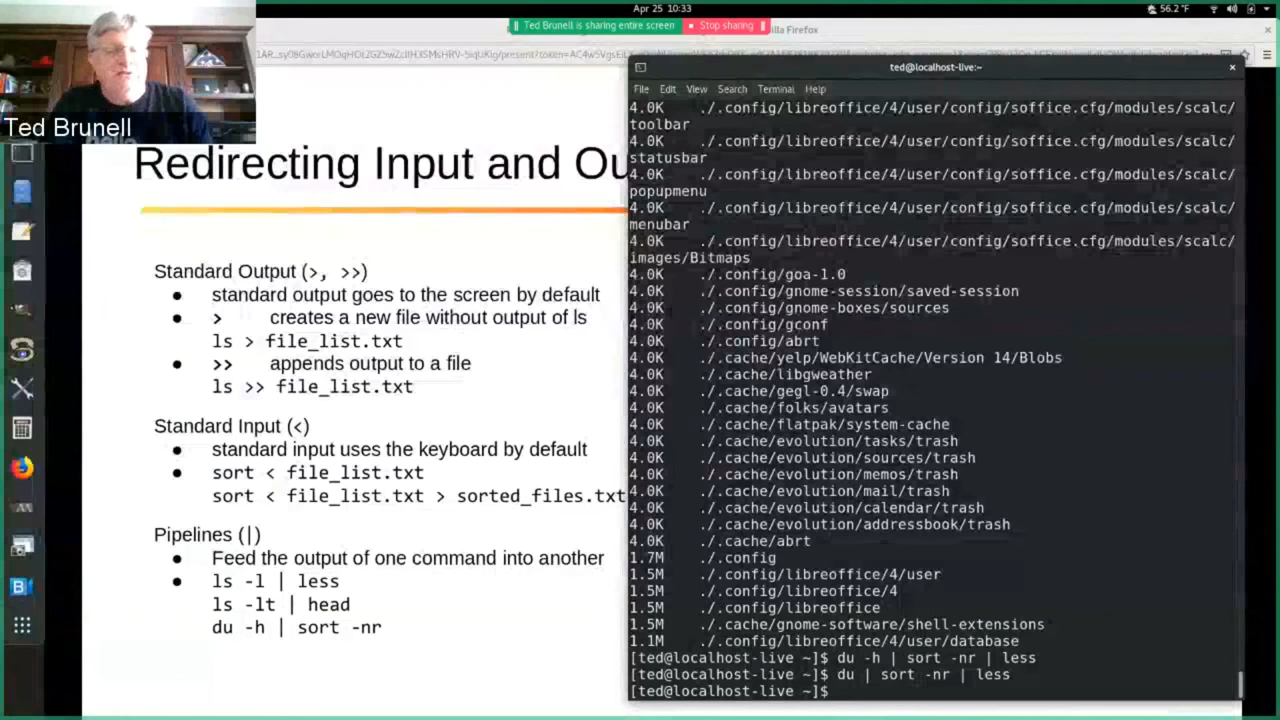 Apr 25 10:33
56.2 °F
Ted Brunell is sharing entire screen
Stop sharing
Ted Brunell
Redirecting Input and Ou
Standard Output (>, >>)
● standard output goes to the screen by default
● > creates a new file without output of ls
ls > file_list.txt
● >> appends output to a file
ls >> file_list.txt
Standard Input (<)
● standard input uses the keyboard by default
● sort < file_list.txt
sort < file_list.txt > sorted_files.txt
Pipelines (|)
● Feed the output of one command into another
● ls -l | less
ls -lt | head
du -h | sort -nr
ted@localhost-live:~
File Edit View Search Terminal Help
4.0K ./.config/libreoffice/4/user/config/soffice.cfg/modules/scalc/
toolbar
4.0K ./.config/libreoffice/4/user/config/soffice.cfg/modules/scalc/
statusbar
4.0K ./.config/libreoffice/4/user/config/soffice.cfg/modules/scalc/
popupmenu
4.0K ./.config/libreoffice/4/user/config/soffice.cfg/modules/scalc/
menubar
4.0K ./.config/libreoffice/4/user/config/soffice.cfg/modules/scalc/
images/Bitmaps
4.0K ./.config/goa-1.0
4.0K ./.config/gnome-session/saved-session
4.0K ./.config/gnome-boxes/sources
4.0K ./.config/gconf
4.0K ./.config/abrt
4.0K ./.cache/yelp/WebKitCache/Version 14/Blobs
4.0K ./.cache/libgweather
4.0K ./.cache/gegl-0.4/swap
4.0K ./.cache/folks/avatars
4.0K ./.cache/flatpak/system-cache
4.0K ./.cache/evolution/tasks/trash
4.0K ./.cache/evolution/sources/trash
4.0K ./.cache/evolution/memos/trash
4.0K ./.cache/evolution/mail/trash
4.0K ./.cache/evolution/calendar/trash
4.0K ./.cache/evolution/addressbook/trash
4.0K ./.cache/abrt
1.7M ./.config
1.5M ./.config/libreoffice/4/user
1.5M ./.config/libreoffice/4
1.5M ./.config/libreoffice
1.5M ./.cache/gnome-software/shell-extensions
1.1M ./.config/libreoffice/4/user/database
[ted@localhost-live ~]$ du -h | sort -nr | less
[ted@localhost-live ~]$ du | sort -nr | less
[ted@localhost-live ~]$